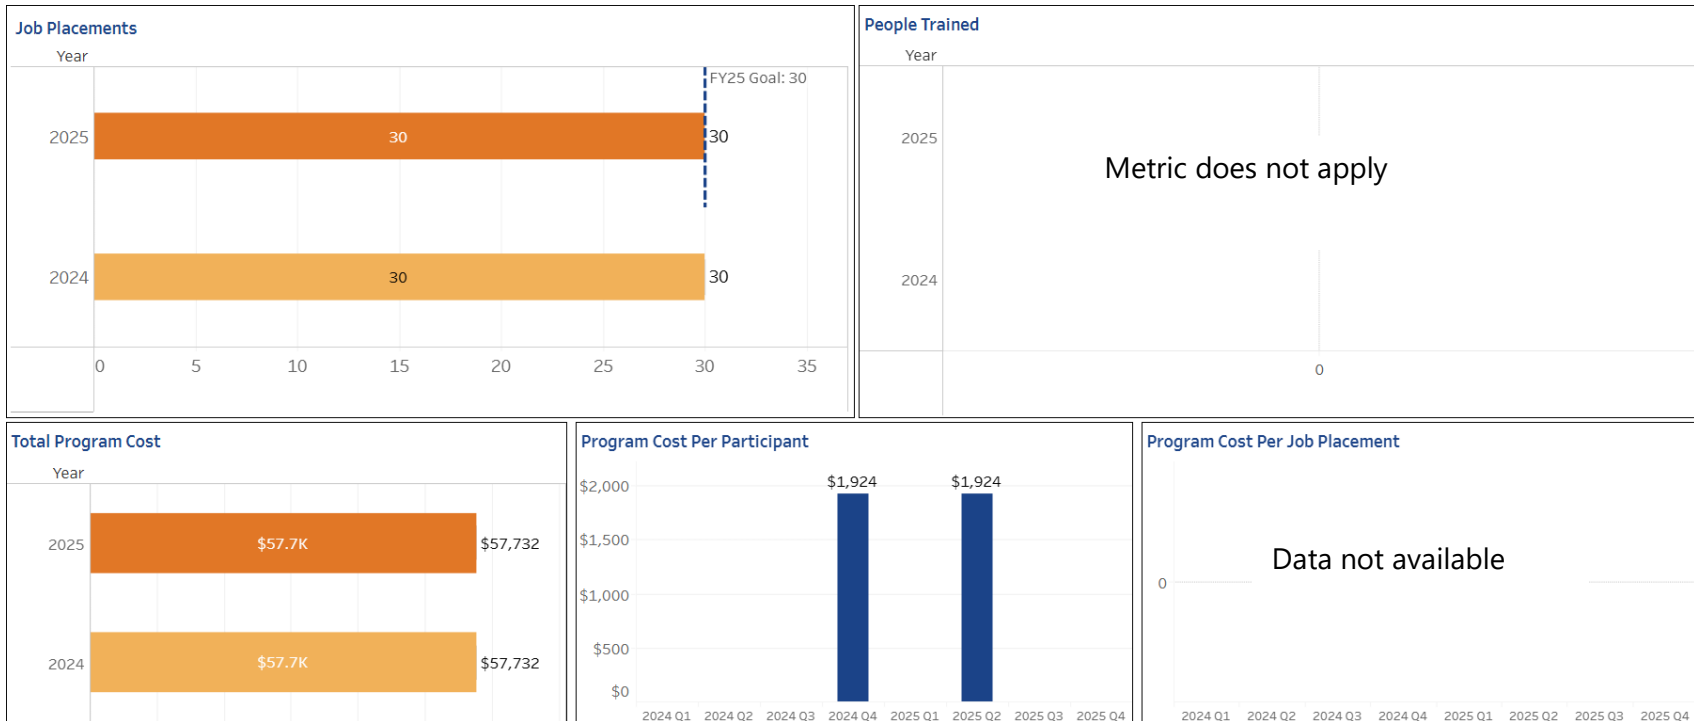 Job Placements
Year
FY25 Goal: 30
2025
30
30
2024
30
30
0 5 10 15 20 25 30 35
People Trained
Year
2025
Metric does not apply
2024
0
Total Program Cost
Year
2025
$57.7K
$57,732
2024
$57.7K
$57,732
Program Cost Per Participant
$1,924 $1,924
$2,000
$1,500
$1,000
$500
$0
2024 Q1 2024 Q2 2024 Q3 2024 Q4 2025 Q1 2025 Q2 2025 Q3 2025 Q4
Program Cost Per Job Placement
Data not available
0
2024 Q1 2024 Q2 2024 Q3 2024 Q4 2025 Q1 2025 Q2 2025 Q3 2025 Q4